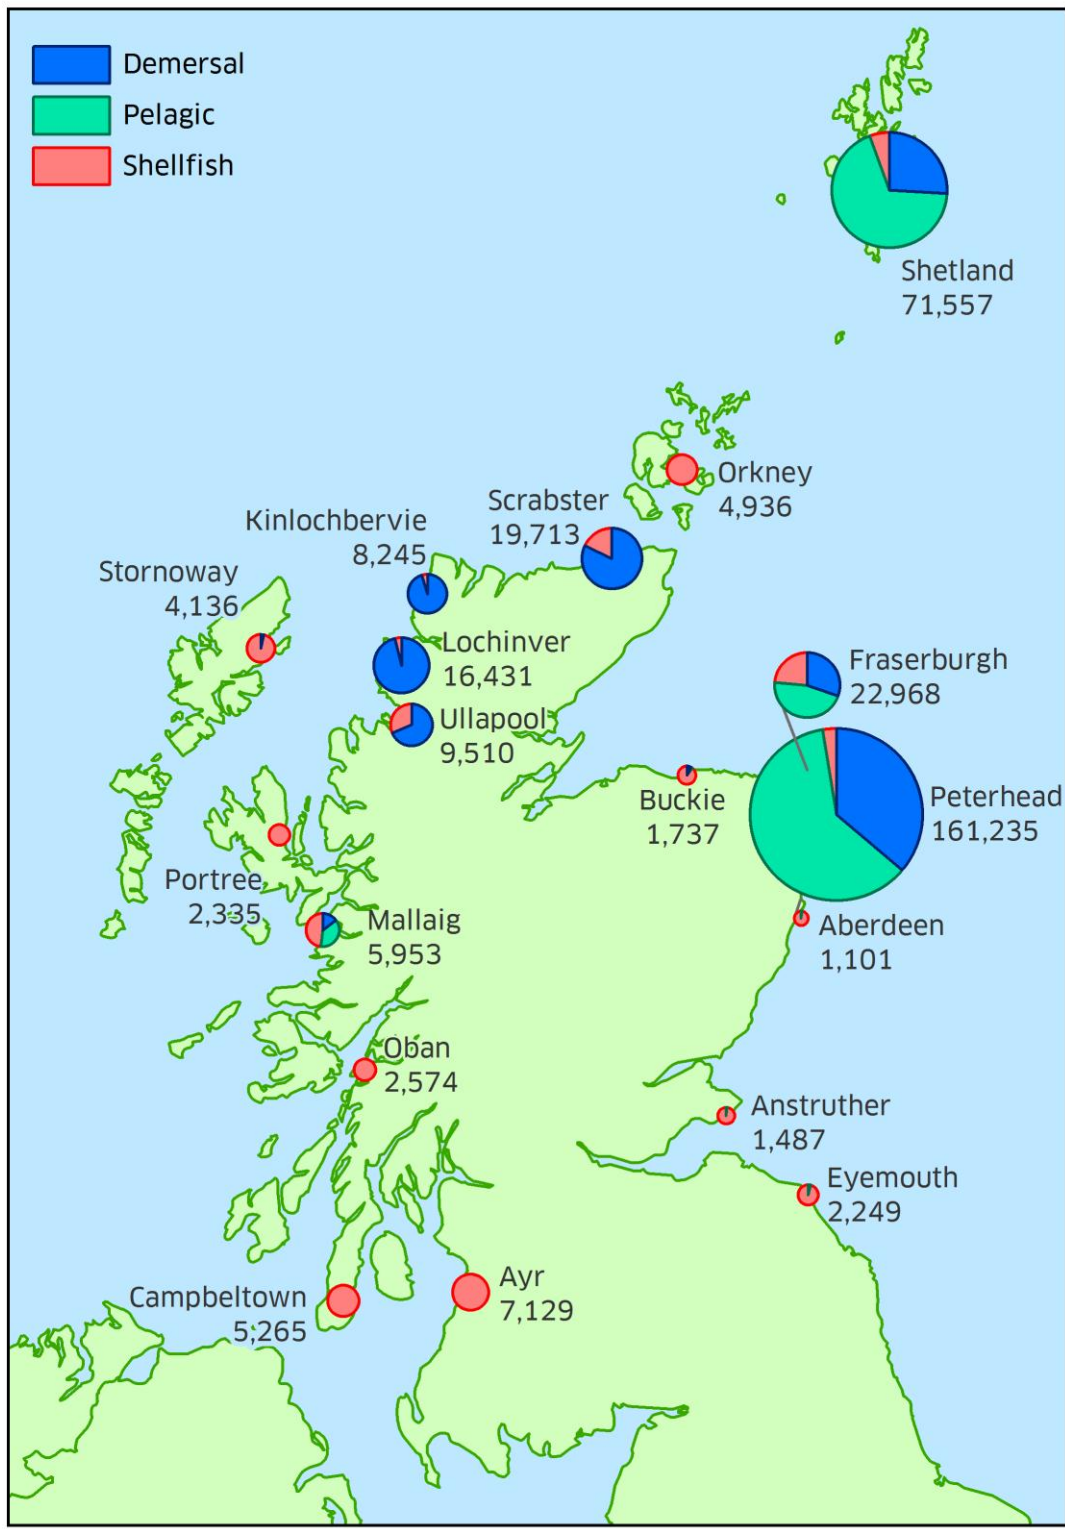 Demersal
Pelagic
Shellfish
Shetland
71,557
Orkney
4,936
Scrabster
19,713
Kinlochbervie
8,245
Stornoway
4,136
Lochinver
16,431
Fraserburgh
22,968
Ullapool
9,510
Buckie
1,737
Peterhead
161,235
Portree
2,335
Mallaig
5,953
Aberdeen
1,101
Oban
2,574
Anstruther
1,487
Eyemouth
2,249
Ayr
7,129
Campbeltown
5,265